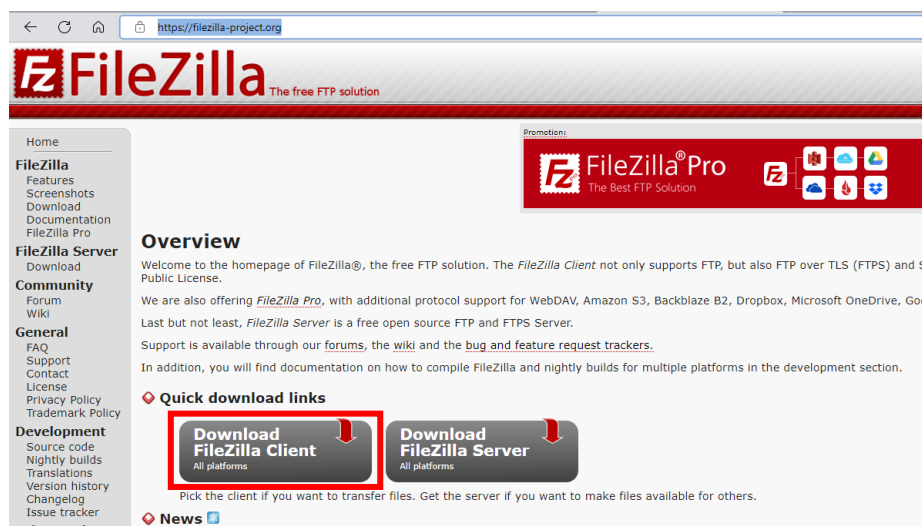 https://filezilla-project.org
Fz FileZilla The free FTP solution
Home
FileZilla
Features
Screenshots
Download
Documentation
FileZilla Pro
FileZilla Server
Download
Community
Forum
Wiki
General
FAQ
Support
Contact
License
Privacy Policy
Trademark Policy
Development
Source code
Nightly builds
Translations
Version history
Changelog
Issue tracker
Promotion:
Fz FileZilla® Pro
The Best FTP Solution
Fz
Overview
Welcome to the homepage of FileZilla®, the free FTP solution. The FileZilla Client not only supports FTP, but also FTP over TLS (FTPS) and S
Public License.
We are also offering FileZilla Pro, with additional protocol support for WebDAV, Amazon S3, Backblaze B2, Dropbox, Microsoft OneDrive, Go
Last but not least, FileZilla Server is a free open source FTP and FTPS Server.
Support is available through our forums, the wiki and the bug and feature request trackers.
In addition, you will find documentation on how to compile FileZilla and nightly builds for multiple platforms in the development section.
Quick download links
Download
FileZilla Client
All platforms
Download
FileZilla Server
All platforms
Pick the client if you want to transfer files. Get the server if you want to make files available for others.
News